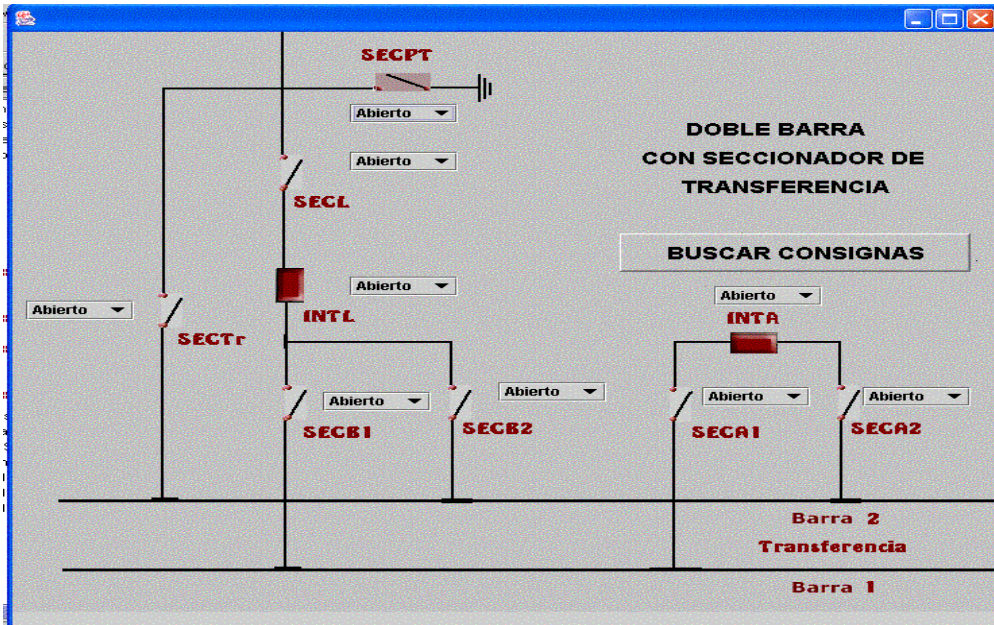 SECPT
Abierto
DOBLE BARRA
CON SECCIONADOR DE
TRANSFERENCIA
Abierto
SECL
BUSCAR CONSIGNAS
Abierto
INTL
Abierto
INTA
Abierto
SECTr
Abierto
SECB1
Abierto
SECB2
Abierto
SECA1
Abierto
SECA2
Barra 2
Transferencia
Barra 1